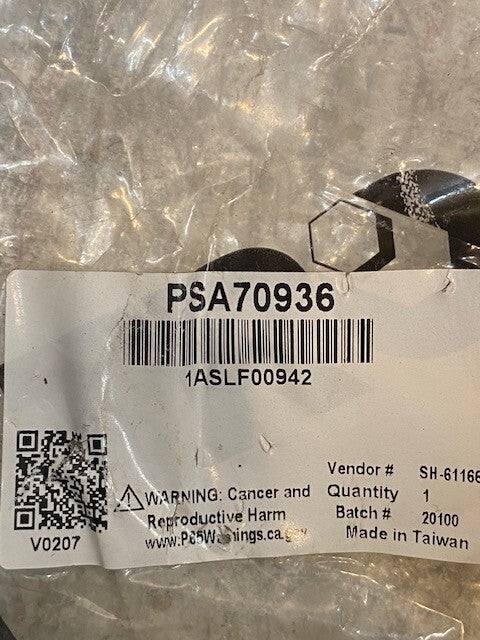 PSA70936
1ASLF00942
Vendor # SH-61166
Quantity 1
Batch # 20100
Made in Taiwan
WARNING: Cancer and
Reproductive Harm
www.P65Warnings.ca.gov
V0207